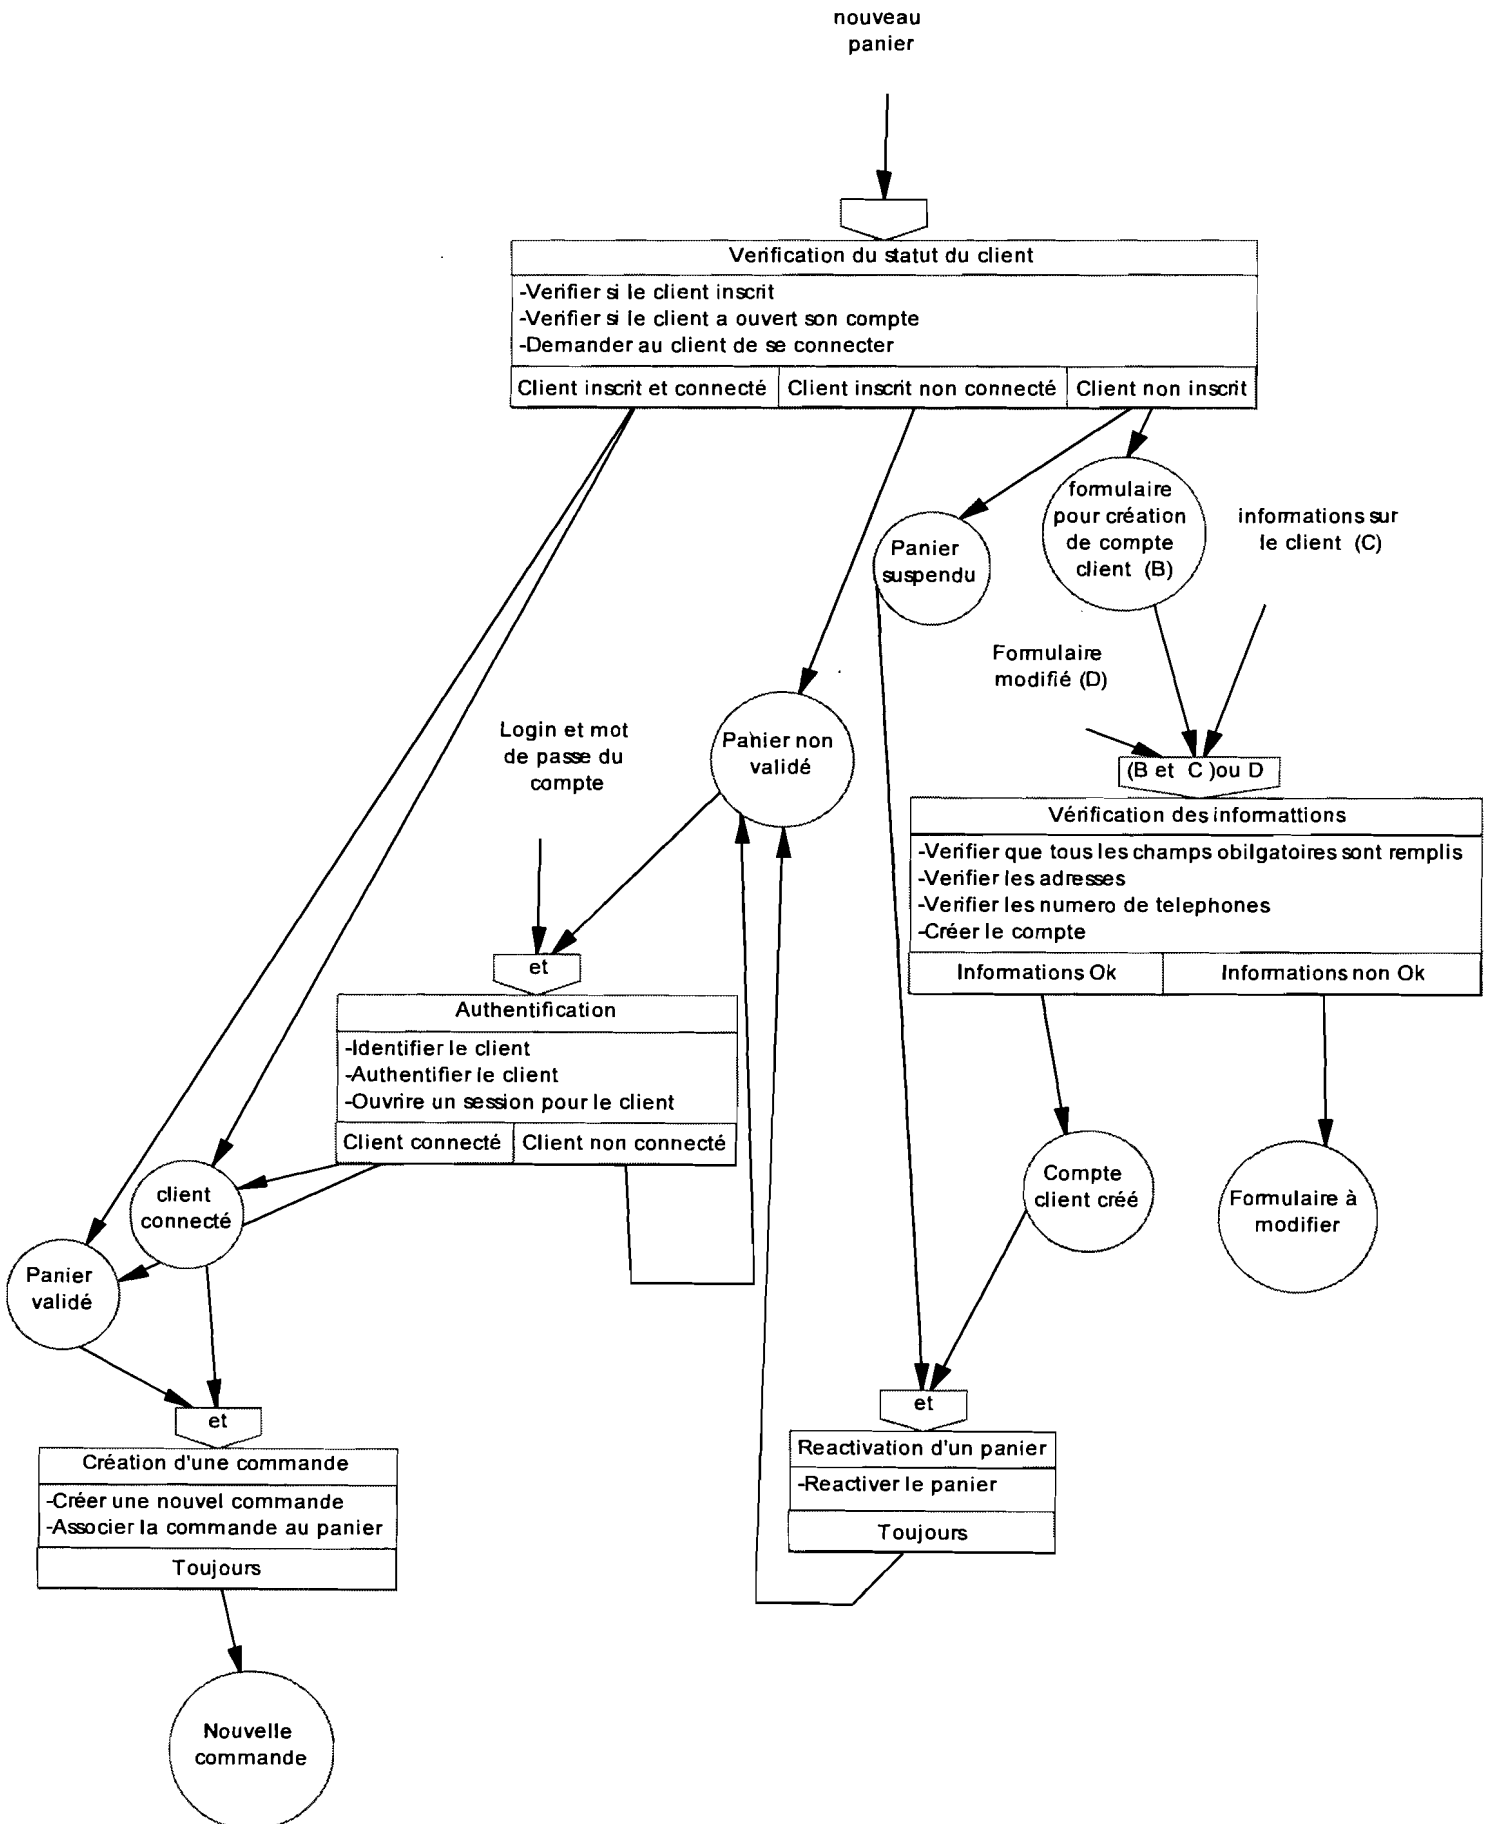 nouveau
panier
Verification du statut du client
-Verifier si le client inscrit
-Verifier si le client a ouvert son compte
-Demander au client de se connecter
Client inscrit et connecté
Client inscrit non connecté
Client non inscrit
formulaire
pour création
de compte
client (B)
informations sur
le client (C)
Panier
suspendu
Formulaire
modifié (D)
Login et mot
de passe du
compte
Panier non
validé
(B et C )ou D
Vérification des informattions
-Verifier que tous les champs obilgatoires sont remplis
-Verifier les adresses
-Verifier les numero de telephones
-Créer le compte
Informations Ok
Informations non Ok
et
Authentification
-Identifier le client
-Authentifier le client
-Ouvrire un session pour le client
Client connecté
Client non connecté
client
connecté
Compte
client créé
Formulaire à
modifier
Panier
validé
et
Création d'une commande
-Créer une nouvel commande
-Associer la commande au panier
Toujours
et
Reactivation d'un panier
-Reactiver le panier
Toujours
Nouvelle
commande